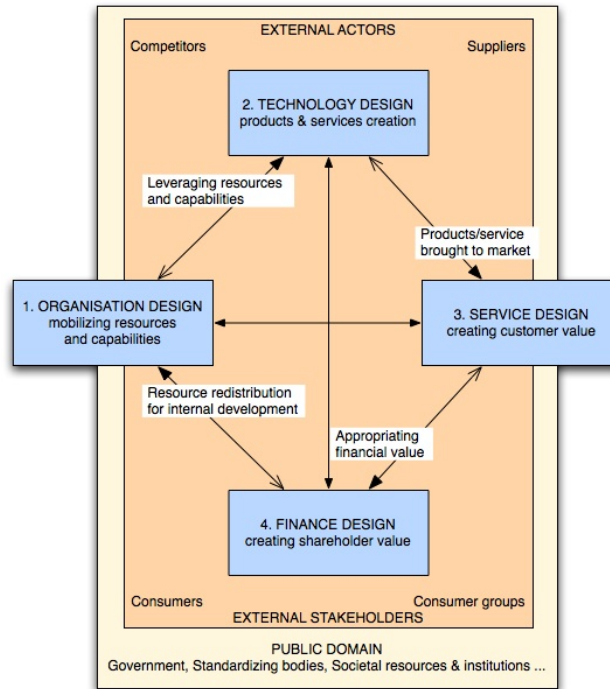 EXTERNAL ACTORS
Competitors
Suppliers
2. TECHNOLOGY DESIGN
products & services creation
Leveraging resources
and capabilities
Products/service
brought to market
1. ORGANISATION DESIGN
mobilizing resources
and capabilities
3. SERVICE DESIGN
creating customer value
Resource redistribution
for internal development
Appropriating
financial value
4. FINANCE DESIGN
creating shareholder value
Consumers
Consumer groups
EXTERNAL STAKEHOLDERS
PUBLIC DOMAIN
Government, Standardizing bodies, Societal resources & institutions ...